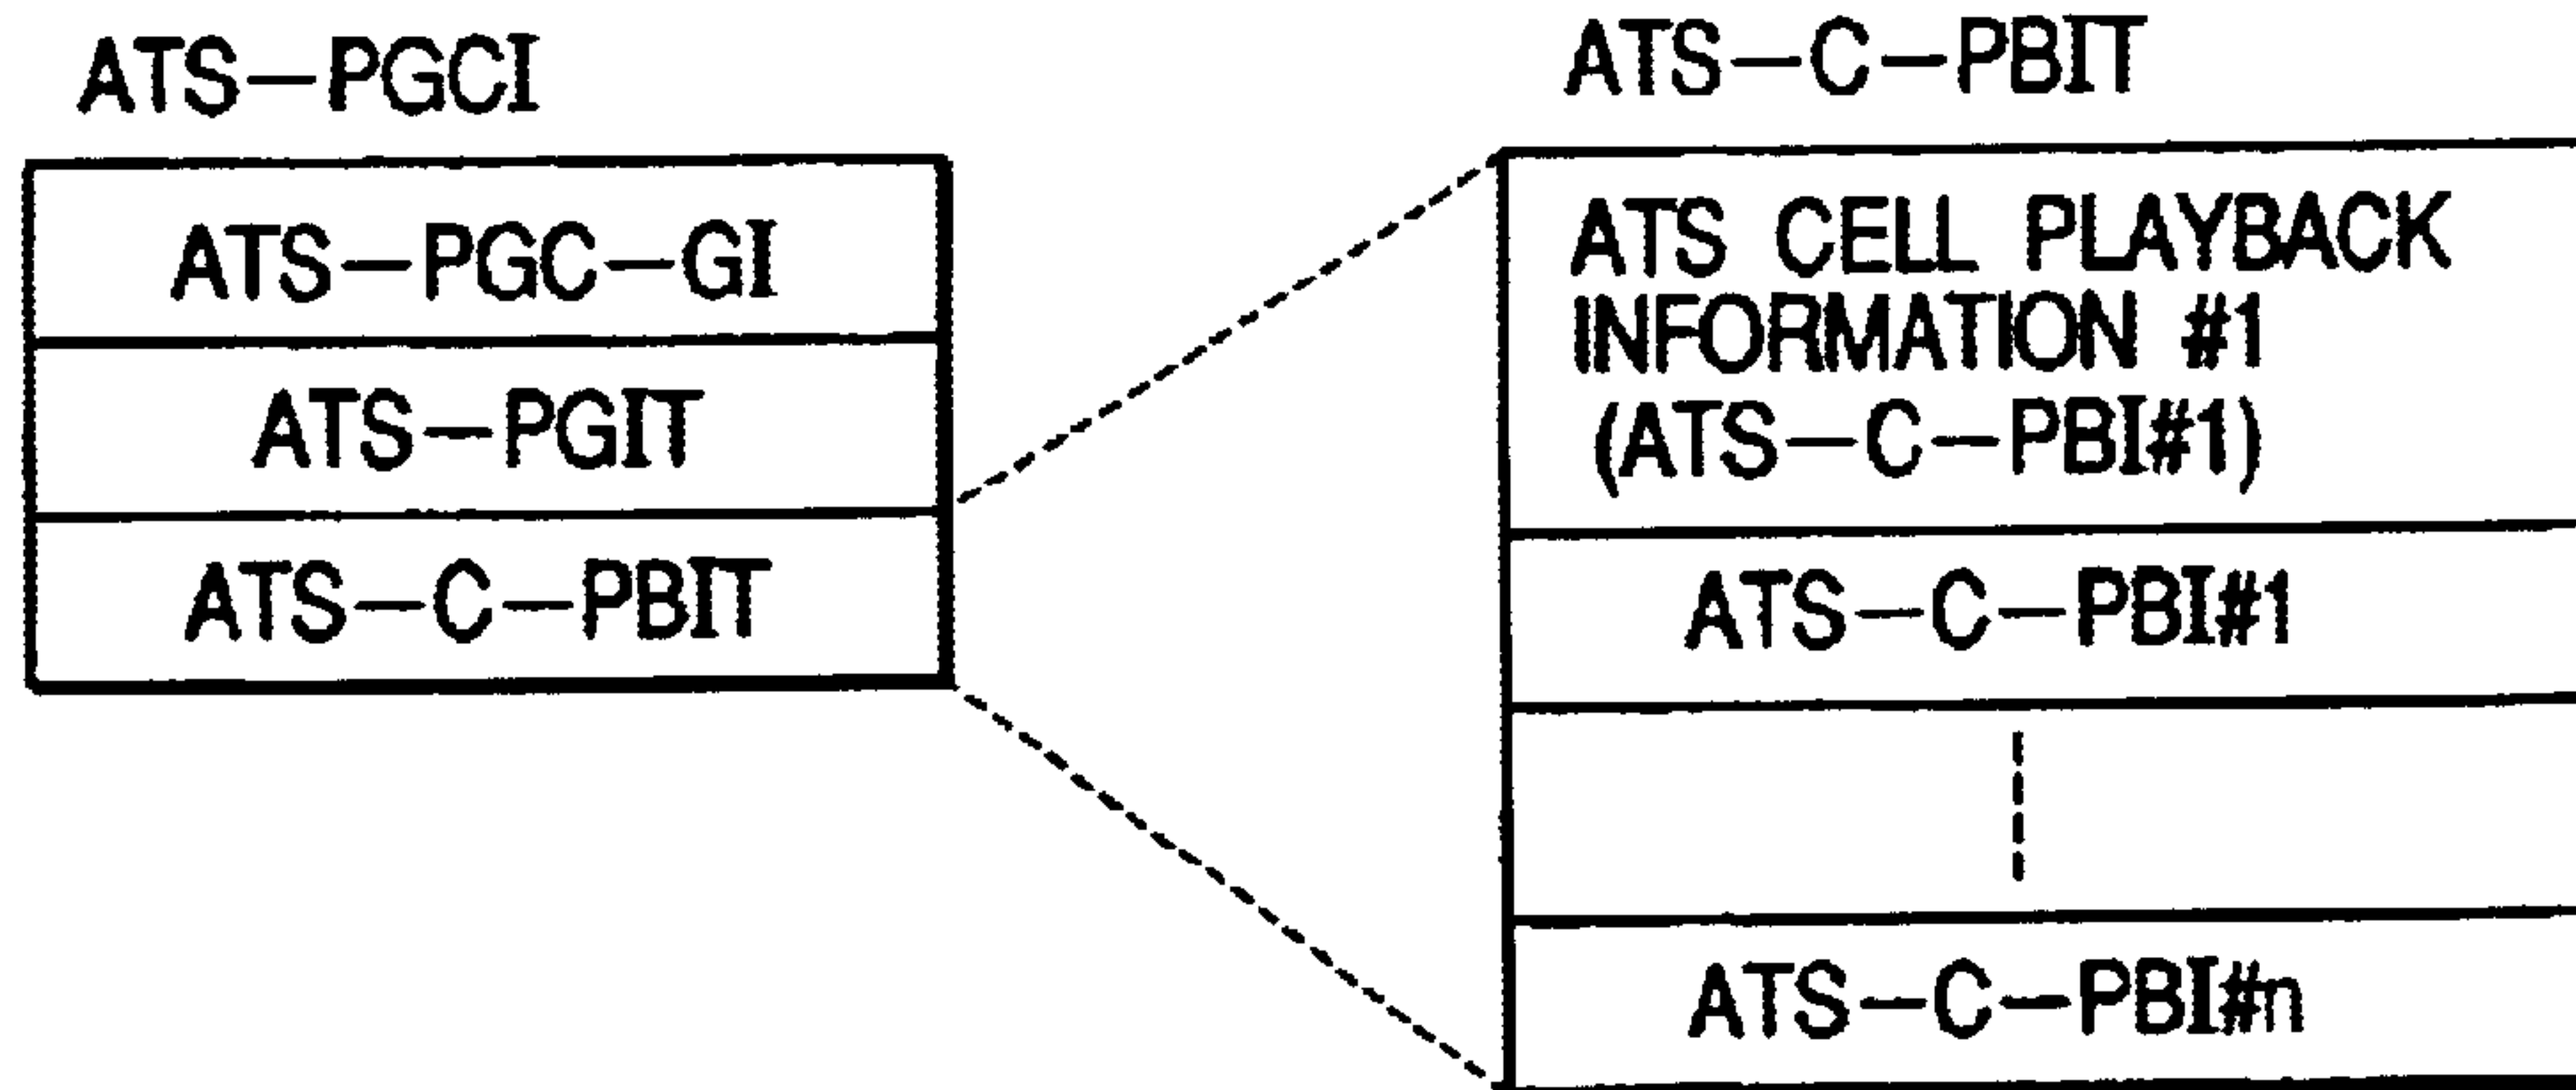 ATS-PGCI
ATS-PGC-GI
ATS-PGIT
ATS-C-PBIT
ATS-C-PBIT
ATS CELL PLAYBACK
INFORMATION #1
(ATS-C-PBI#1)
ATS-C-PBI#1
ATS-C-PBI#n